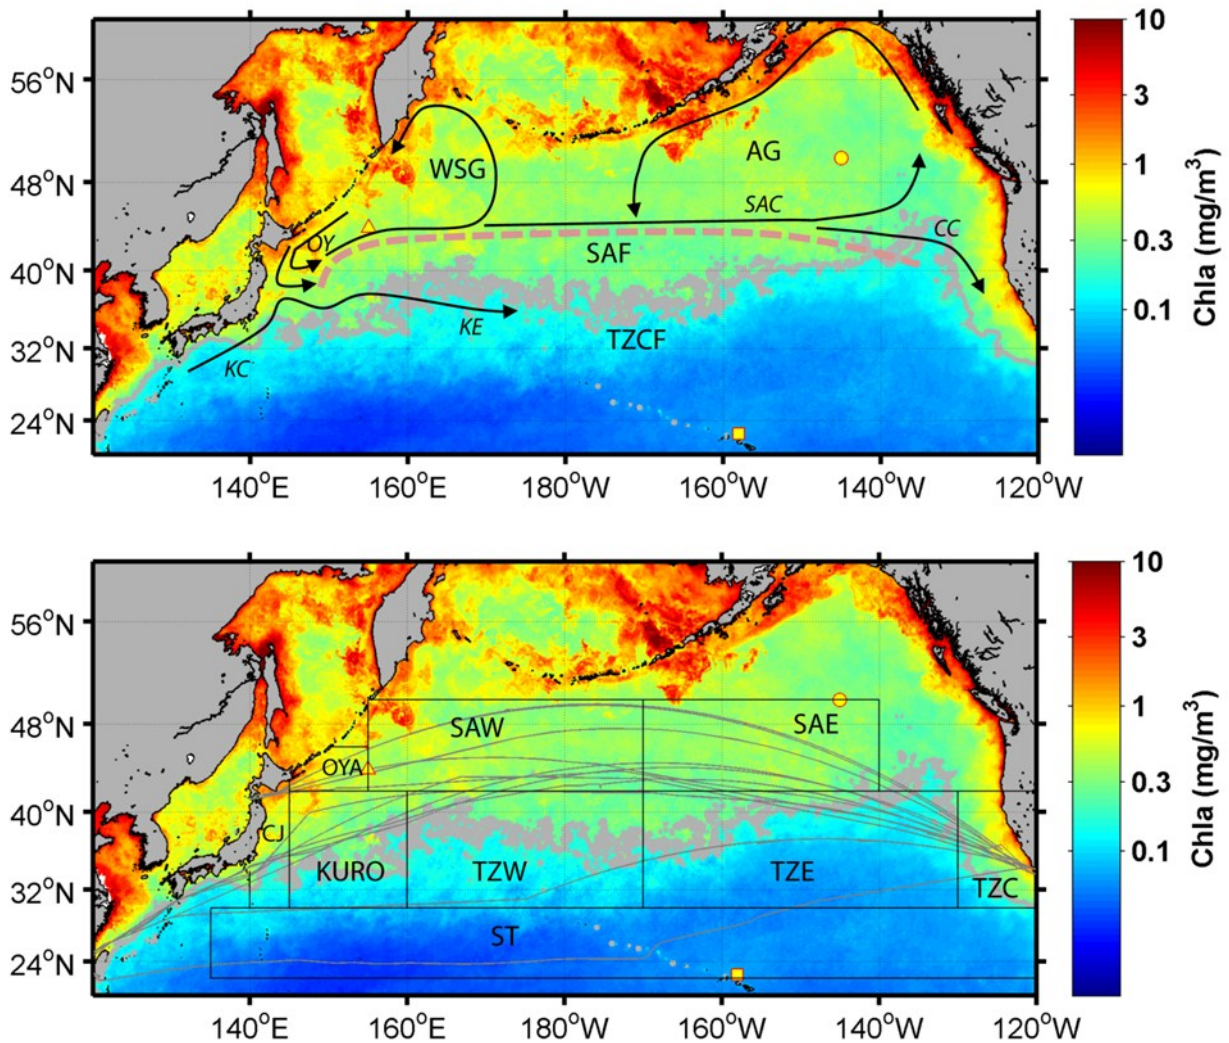 56°N
48°N
40°N
32°N
24°N
140°E
160°E
180°W
160°W
140°W
120°W
WSG
AG
SAC
OY
CC
SAF
KE
TZCF
KC
10
3
1
0.3
0.1
Chla (mg/m³)
56°N
48°N
40°N
32°N
24°N
140°E
160°E
180°W
160°W
140°W
120°W
SAW
SAE
OYA
CJ
KURO
TZW
TZE
TZC
ST
10
3
1
0.3
0.1
Chla (mg/m³)